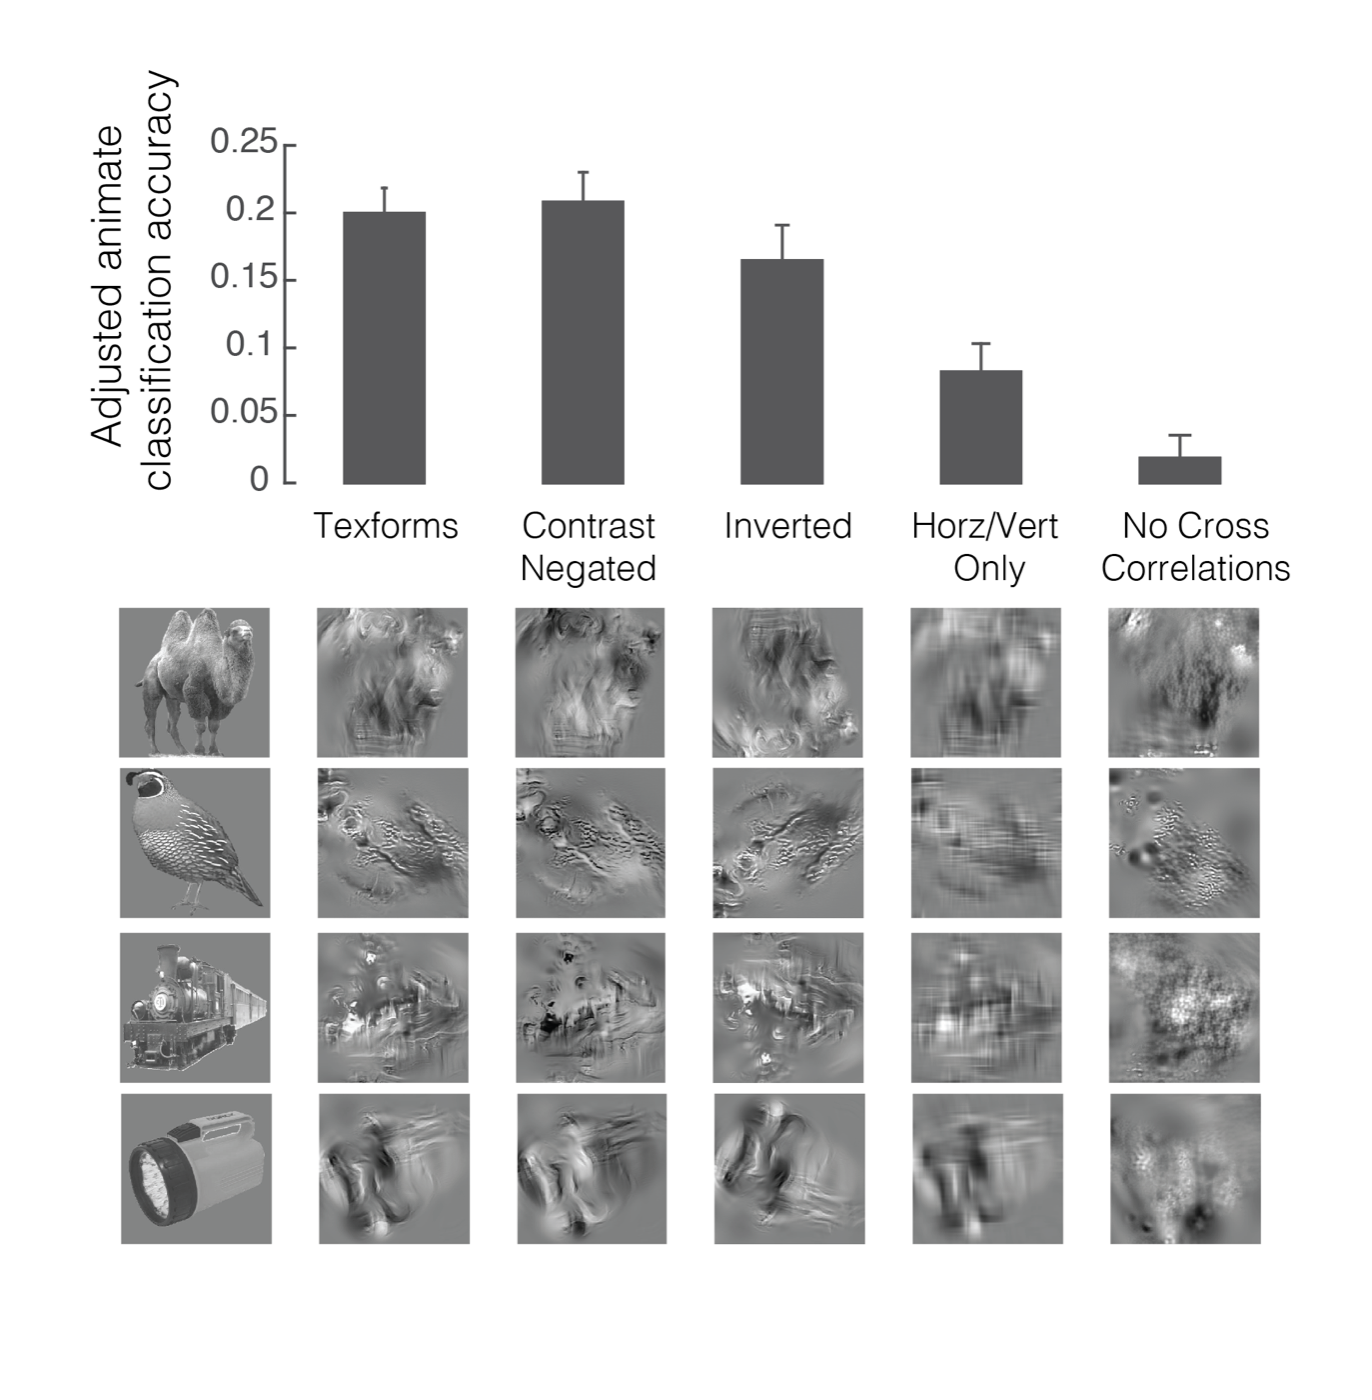 Adjusted animate
classification accuracy
0.25
0.2
0.15
0.1
0.05
0
Texforms
Contrast
Negated
Inverted
Horz/Vert
Only
No Cross
Correlations